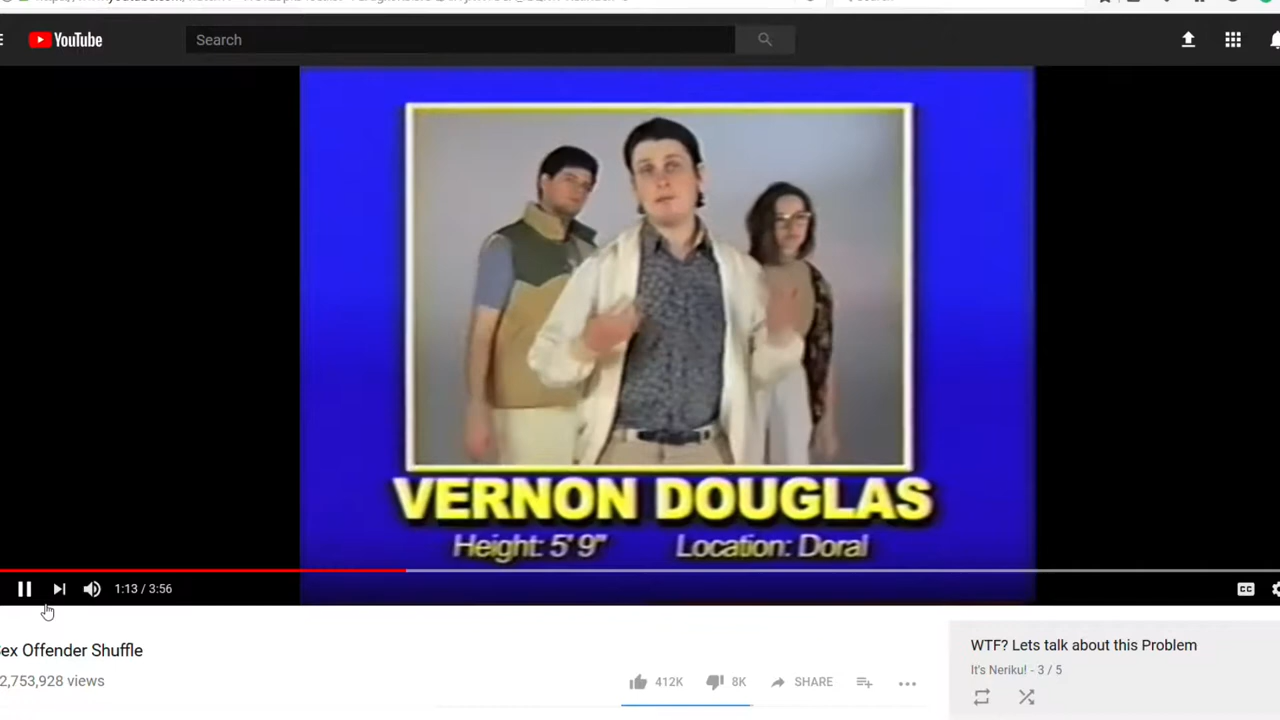 YouTube
Search
VERNON DOUGLAS
Height: 5' 9" Location: Doral
1:13 / 3:56
CC
ex Offender Shuffle
2,753,928 views
412K
8K
SHARE
WTF? Lets talk about this Problem
It's Neriku! - 3 / 5